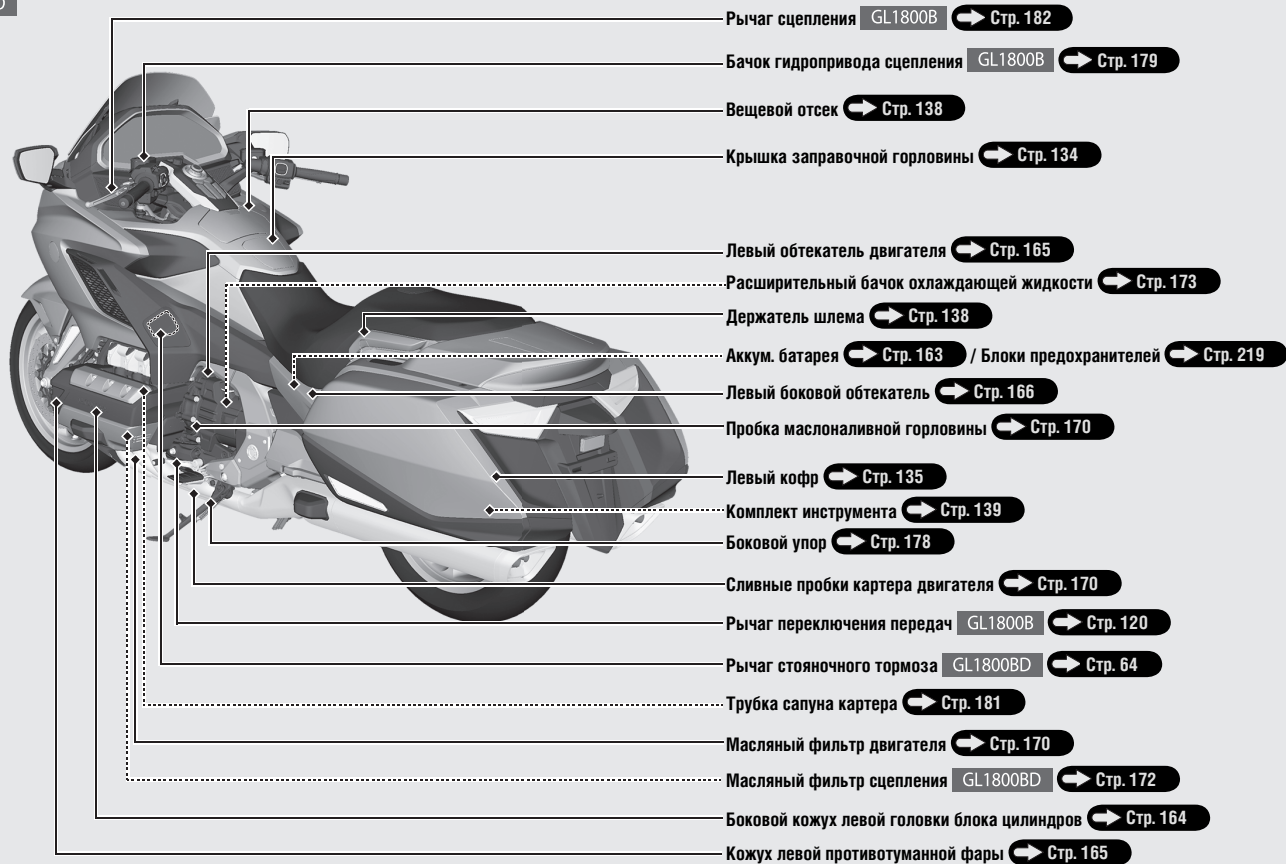 Рычаг сцепления GL1800B Стр. 182
Бачок гидропривода сцепления GL1800B Стр. 179
Вещевой отсек Стр. 138
Крышка заправочной горловины Стр. 134
Левый обтекатель двигателя Стр. 165
Расширительный бачок охлаждающей жидкости Стр. 173
Держатель шлема Стр. 138
Аккум. батарея Стр. 163 / Блоки предохранителей Стр. 219
Левый боковой обтекатель Стр. 166
Пробка маслоналивной горловины Стр. 170
Левый кофр Стр. 135
Комплект инструмента Стр. 139
Боковой упор Стр. 178
Сливные пробки картера двигателя Стр. 170
Рычаг переключения передач GL1800B Стр. 120
Рычаг стояночного тормоза GL1800BD Стр. 64
Трубка сапуна картера Стр. 181
Масляный фильтр двигателя Стр. 170
Масляный фильтр сцепления GL1800BD Стр. 172
Боковой кожух левой головки блока цилиндров Стр. 164
Кожух левой противотуманной фары Стр. 165